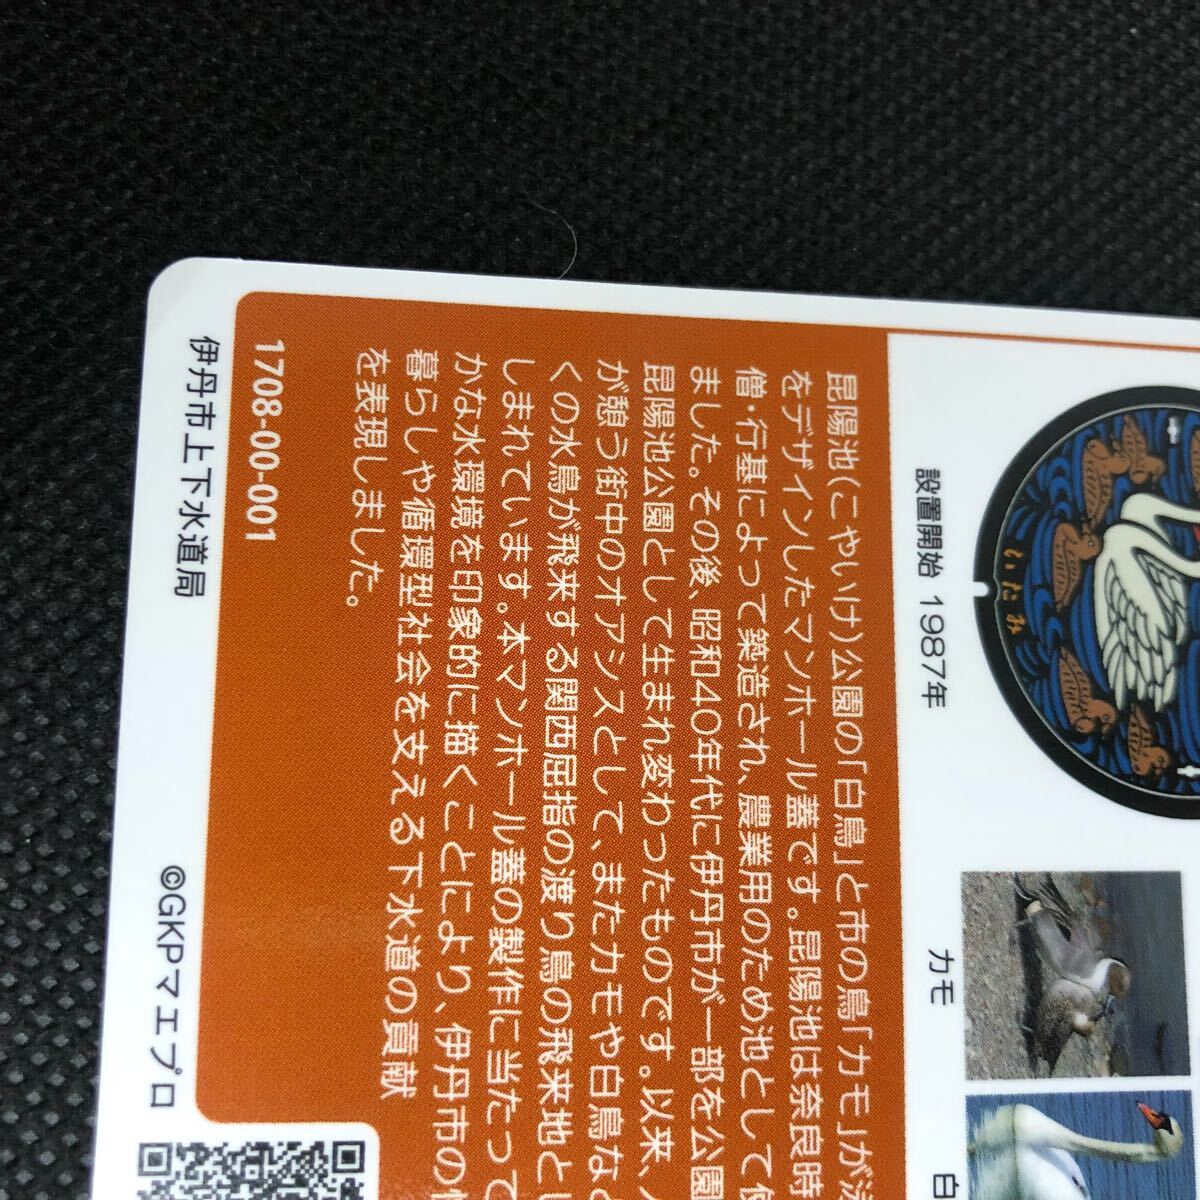 といたみ
設置開始 1987年
カモ
白
昆陽池(こやいけ)公園の「白鳥」と市の鳥「カモ」が
をデザインしたマンホール蓋です。昆陽池は奈良時
僧・行基によって築造され、農業用のため池として
ました。その後、昭和40年代に伊丹市が一部を公園
昆陽池公園として生まれ変わったものです。以来、
が憩う街中のオアシスとして、またカモや白鳥など
くの水鳥が飛来する関西屈指の渡り鳥の飛来地とし
しまれています。本マンホール蓋の製作に当たって
かな水環境を印象的に描くことにより、伊丹市の
暮らしや循環型社会を支える下水道の貢献
を表現しました。
1708-00-001
伊丹市上下水道局
©GKPマエプロ